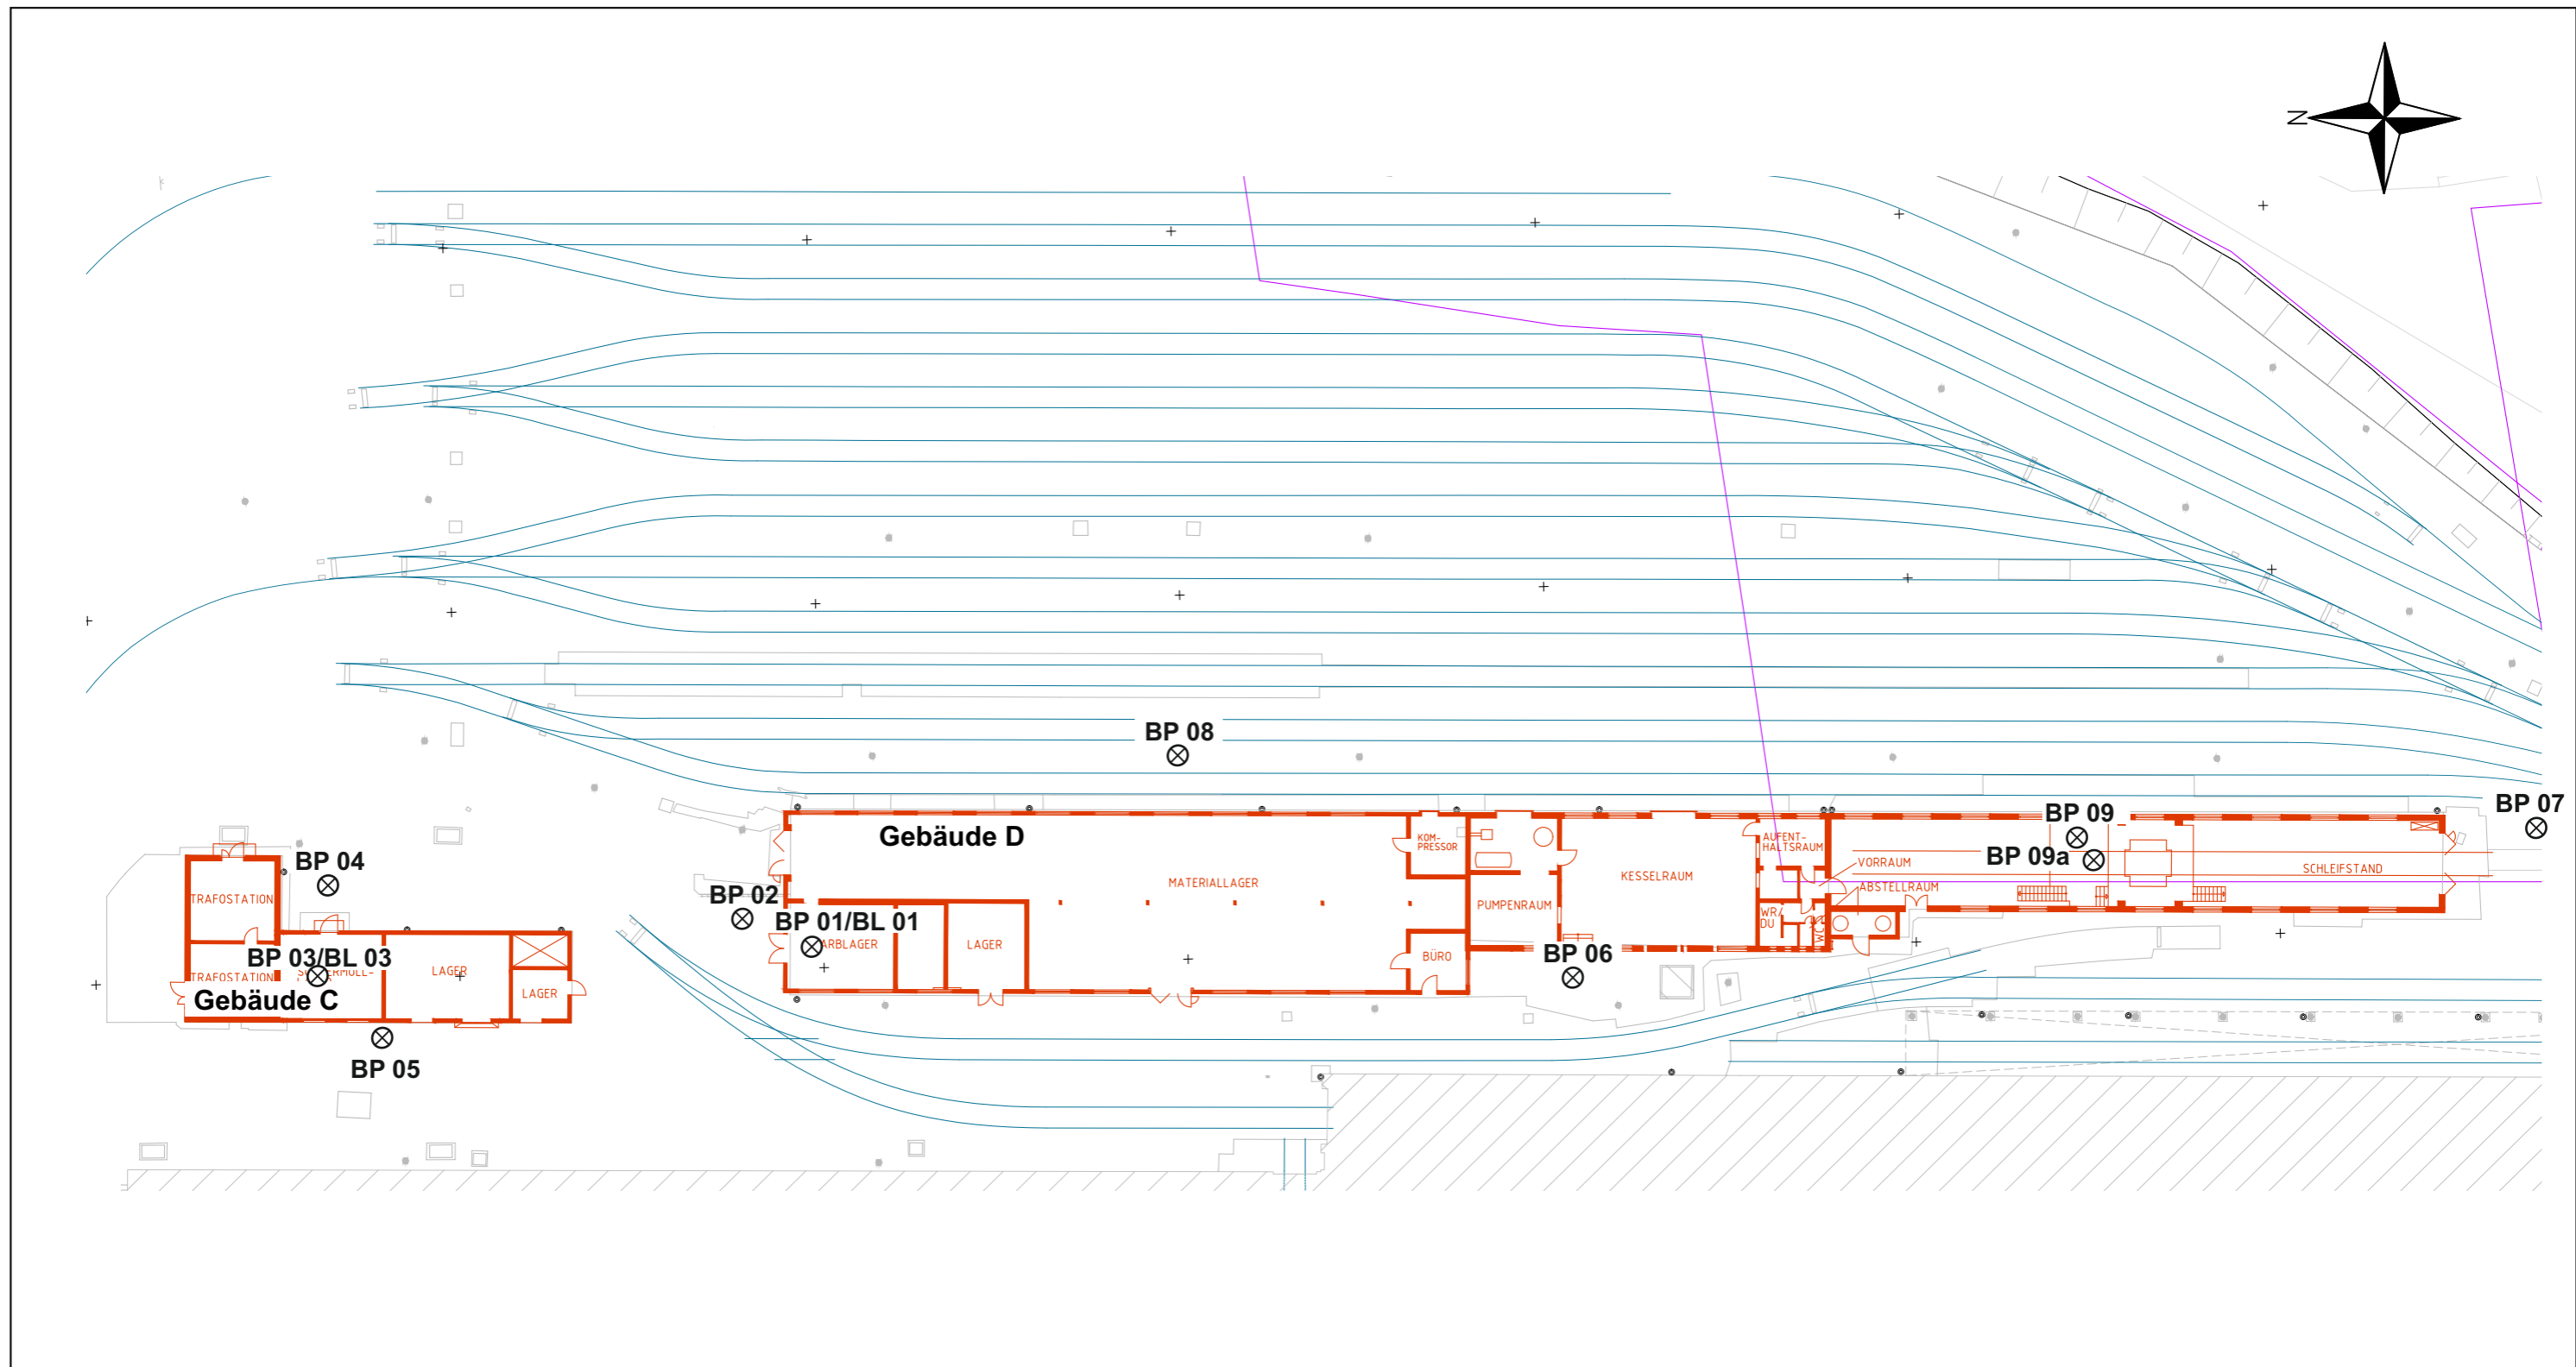 N
BP 08
BP 07
BP 09
Gebäude D
KOM-
PRESSOR
AUFENT-
HALTSRAUM
BP 04
BP 09a
VORRAUM
SCHLEIFSTAND
KESSELRAUM
MATERIALLAGER
ABSTELLRAUM
TRAFOSTATION
BP 02
PUMPENRAUM
WR/
DU
WC
BP 01/BL 01
ARBLAGER
LAGER
BÜRO
BP 06
BP 03/BL 03
LAGER
TRAFOSTATION
LAGER
Gebäude C
BP 05